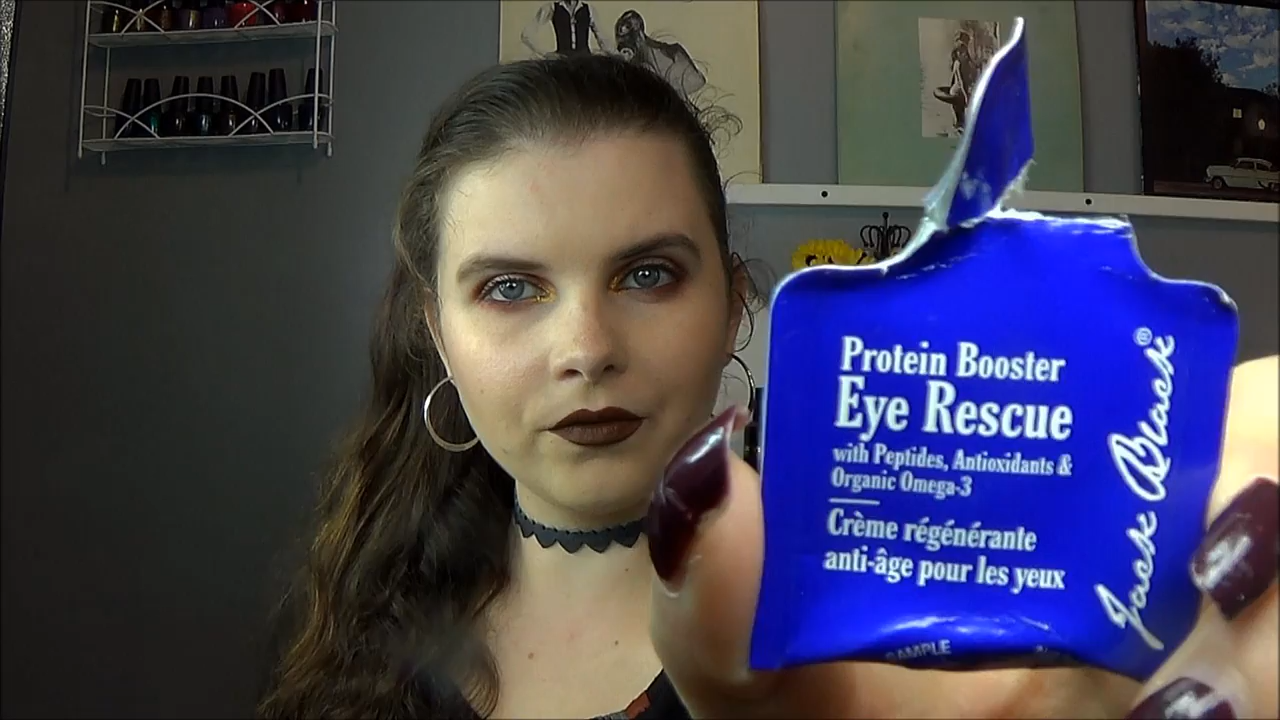 Protein Booster
Eye Rescue
with Peptides, Antioxidants &
Organic Omega-3
Crème régénérante
anti-âge pour les yeux
Jack Black®
SAMPLE